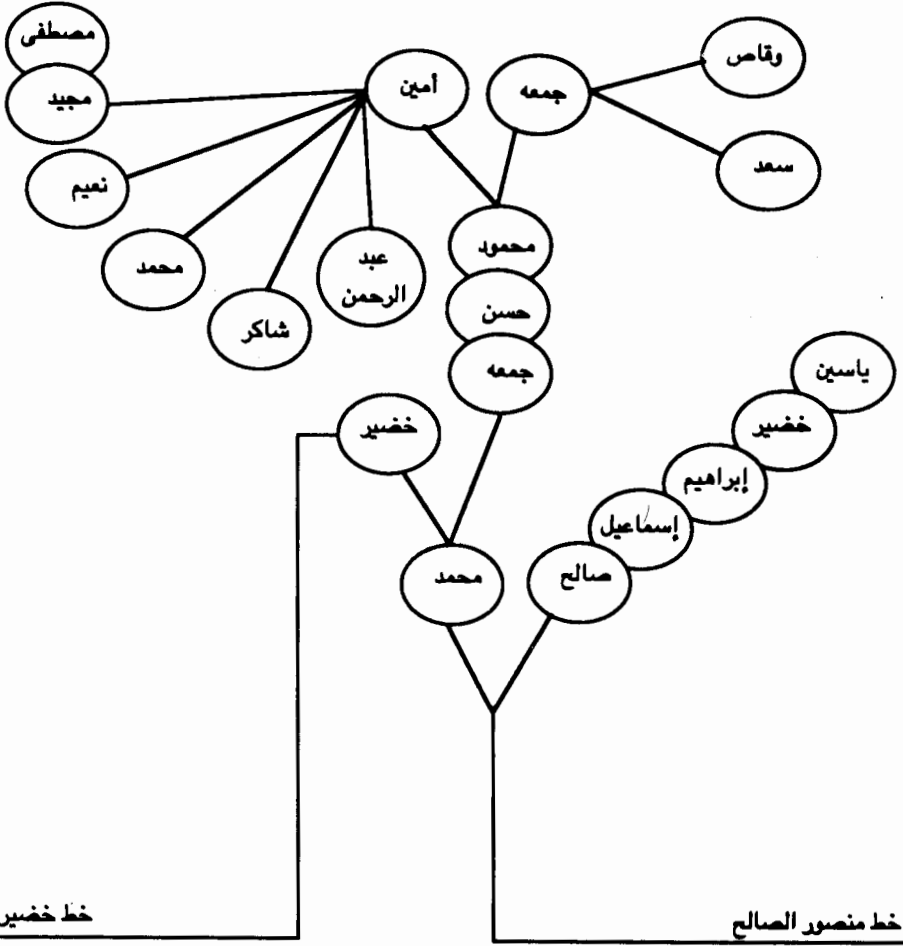 مصطفى
مجيد
نعيم
محمد
شاكر
عبد
الرحمن
أمين
جمعه
وقاص
سعد
محمود
حسن
جمعه
خضير
محمد
ياسين
خضير
إبراهيم
إسماعيل
صالح
خط خضير
خط منصور الصالح